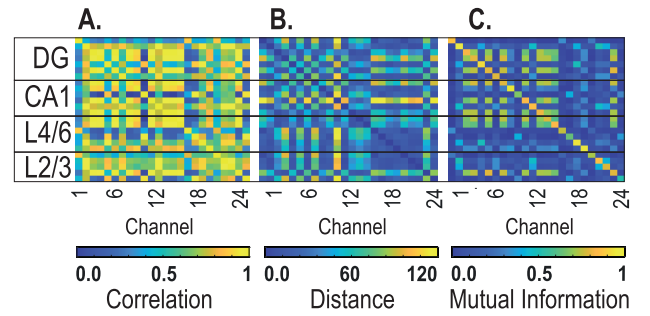 A. B. C.
DG
CA1
L4/6
L2/3
1 6 12 18 24 1 6 12 18 24 1 6 12 18 24
Channel Channel Channel
0.0 0.5 1 0.0 60 120 0.0 0.5 1
Correlation Distance Mutual Information